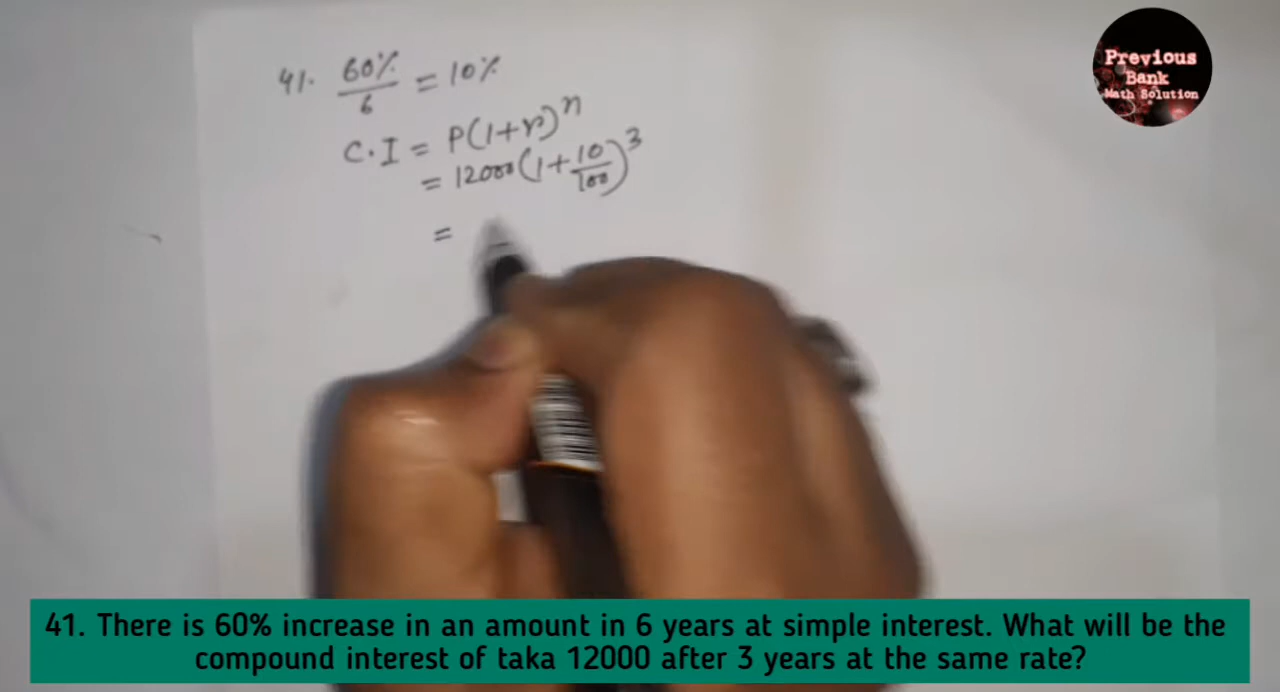 41. 60%/6 = 10%
C.I = P(1+r)^n
= 12000(1+10/100)^3
=
Previous
Bank
Math Solution
41. There is 60% increase in an amount in 6 years at simple interest. What will be the
compound interest of taka 12000 after 3 years at the same rate?